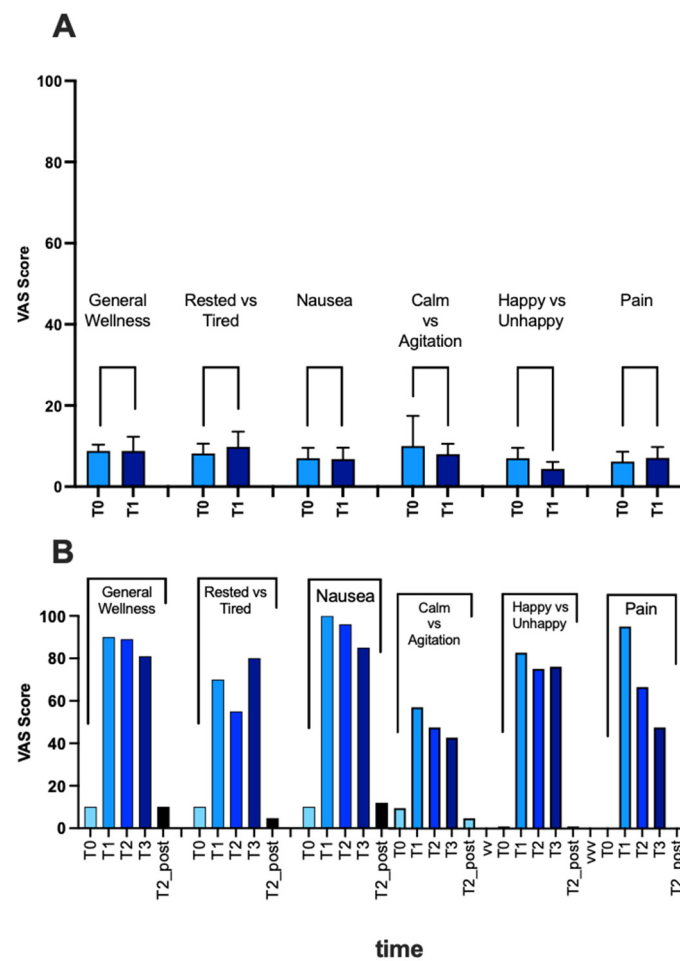 A
100
80
60
40
20
0
VAS Score
General
Wellness
Rested vs
Tired
Nausea
Calm
vs
Agitation
Happy vs
Unhappy
Pain
T0
T1
T0
T1
T0
T1
T0
T1
T0
T1
T0
T1
B
100
80
60
40
20
0
VAS Score
General
Wellness
Rested vs
Tired
Nausea
Calm
vs
Agitation
Happy vs
Unhappy
Pain
T0
T1
T2
T3
T2_post
T0
T1
T2
T3
T2_post
T0
T1
T2
T3
T2_post
T0
T1
T2
T3
T2_post
vv
T0
T1
T2
T3
T2_post
vvv
T0
T1
T2
T3
T2_post
time